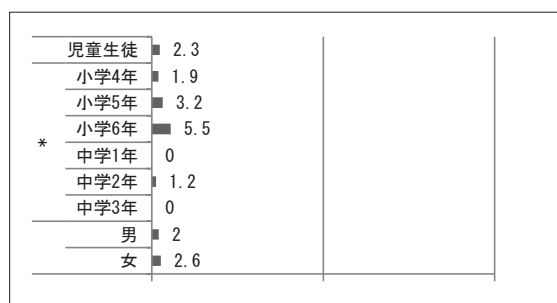 児童生徒 2.3
小学4年 1.9
小学5年 3.2
小学6年 5.5
*
中学1年 0
中学2年 1.2
中学3年 0
男 2
女 2.6